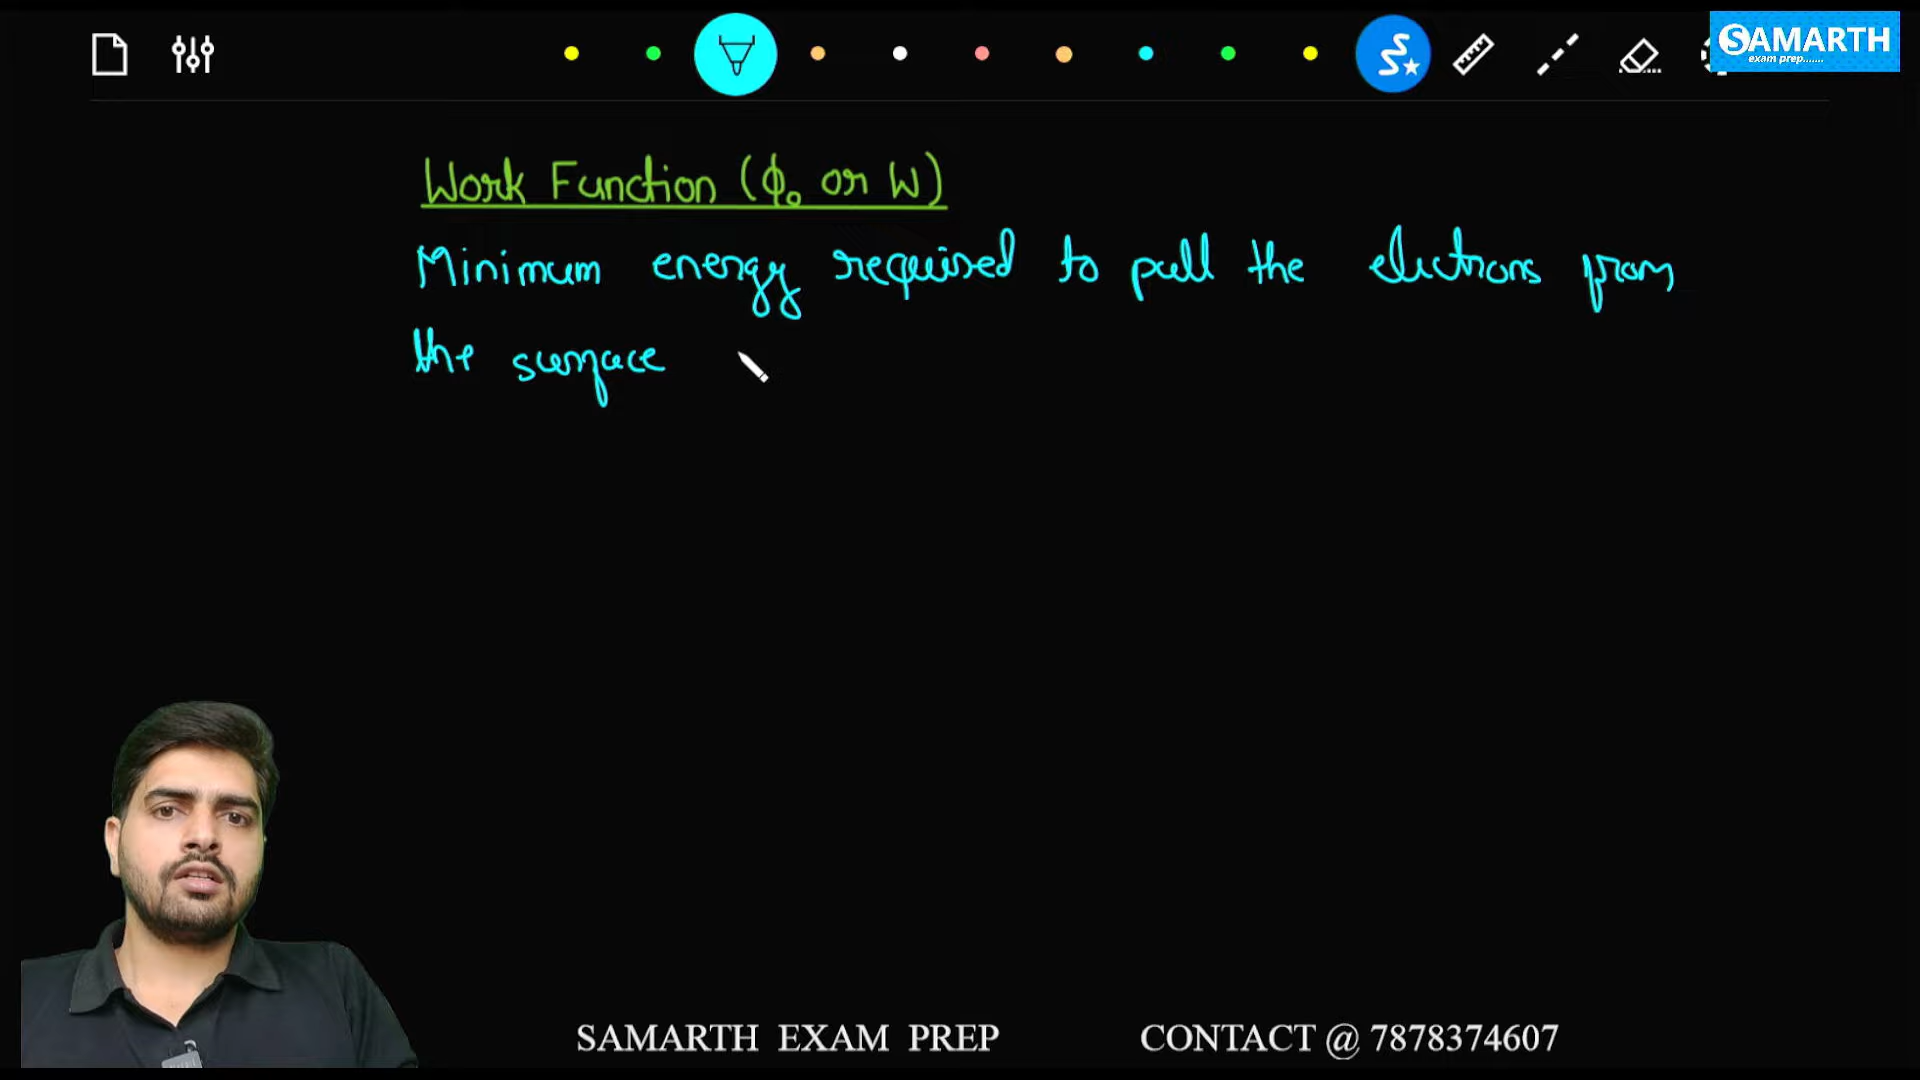 SAMARTH
exam prep......
Work Function (ϕ₀ or W)
Minimum energy required to pull the electrons from
the surface
SAMARTH EXAM PREP CONTACT @ 7878374607